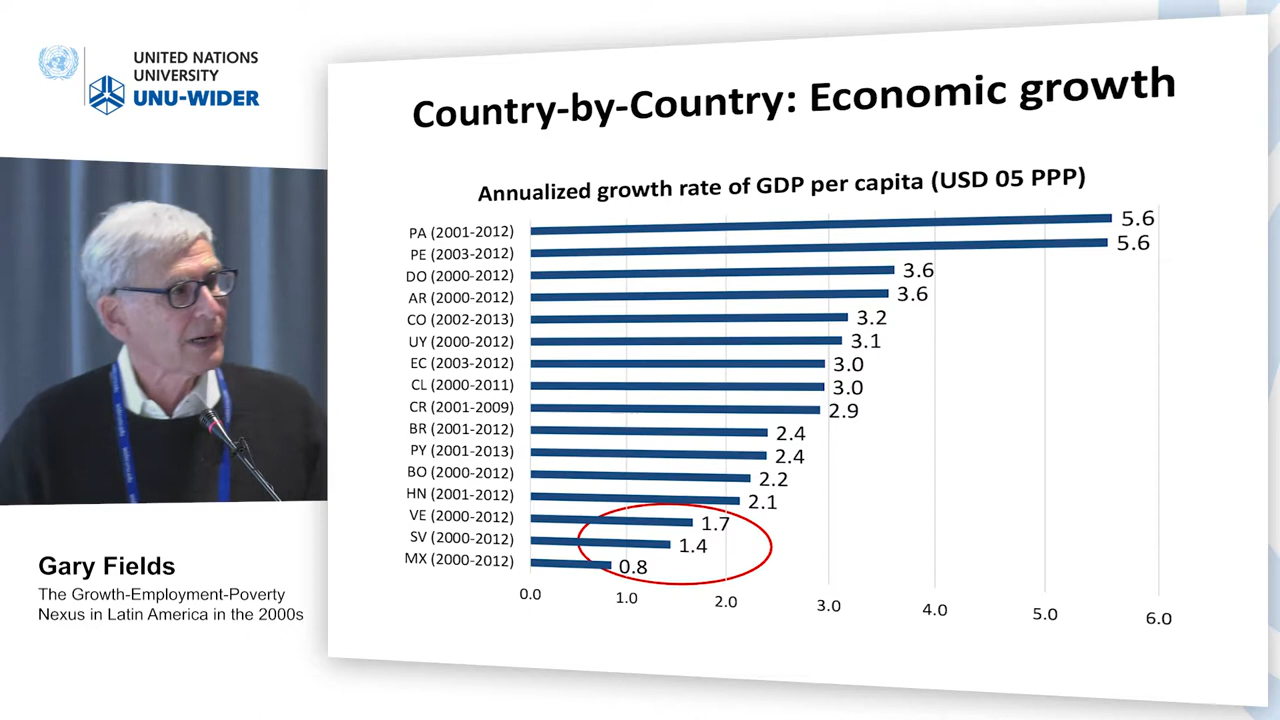 UNITED NATIONS
UNIVERSITY
UNU-WIDER
Gary Fields
The Growth-Employment-Poverty
Nexus in Latin America in the 2000s
Country-by-Country: Economic growth
Annualized growth rate of GDP per capita (USD 05 PPP)
PA (2001-2012) 5.6
PE (2003-2012) 5.6
DO (2000-2012) 3.6
AR (2000-2012) 3.6
CO (2002-2013) 3.2
UY (2000-2012) 3.1
EC (2003-2012) 3.0
CL (2000-2011) 3.0
CR (2001-2009) 2.9
BR (2001-2012) 2.4
PY (2001-2013) 2.4
BO (2000-2012) 2.2
HN (2001-2012) 2.1
VE (2000-2012) 1.7
SV (2000-2012) 1.4
MX (2000-2012) 0.8
0.0 1.0 2.0 3.0 4.0 5.0 6.0